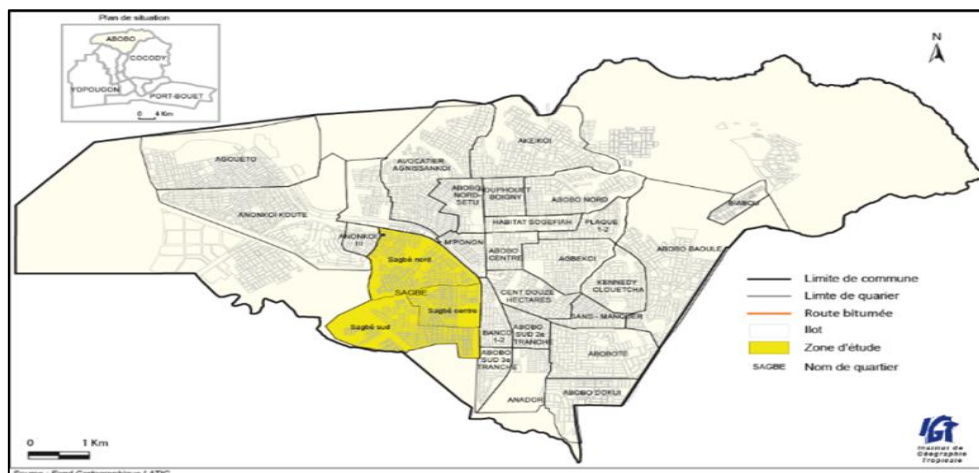 Plan de situation
ABOBO
COCODY
YOPOUGON
PORT-BOUET
0 4 Km
N
AGOUETO
AVOCATIER
AGNISSANKOI
AKEIKOI
ABOBO
NORD-
SETU
HOUPHOUET
BOIGNY
ABOBO NORD
BIABOU
ANONKOI KOUTE
HABITAT SOGEFIAH
PLAQUE
1-2
ANONKOI
III
M'PONON
ABOBO
CENTRE
AGBEKOI
ABOBO BAOULE
Sagbé nord
KENNEDY
CLOUETCHA
SAGBE
CENT DOUZE
HECTARES
Sagbé centre
SANS - MANQUER
Sagbé sud
BANCO
1-2
ABOBO
SUD 2e
TRANCHE
ABOBOTE
ABOBO
SUD 3e
TRANCHE
ANADOR
ABOBO DOKUI
Limite de commune
Limte de quarier
Route bitumée
Ilot
Zone d'étude
SAGBE Nom de quartier
0 1 Km
IGT
Institut de
Géographie
Tropicale